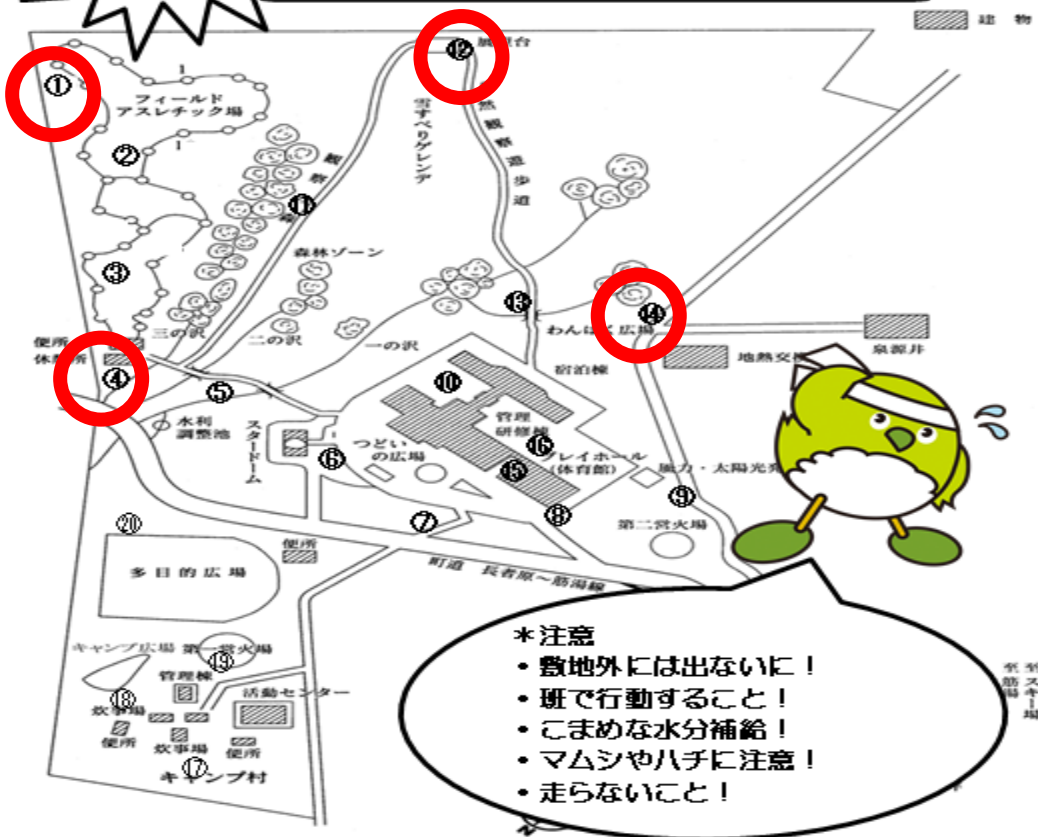 建 物
⑫
展望台
①
フィールド
アスレチック場
②
雪すべりゲレンデ
自然観察遊歩道
⑪
③
森林ゾーン
三の沢
二の沢
一の沢
⑬
⑭
わんぱく広場
泉源井
便所
休憩所
④
⑤
宿泊棟
⑩
水利
調整池
スタードーム
管理
研修棟
⑯
プレイホール
(体育館)
つどい
の広場
⑥
⑮
風力・太陽光発
⑨
⑦
⑧
第二営火場
⑳
便所
多目的広場
町道 長者原〜筋湯線
キャンプ広場
第一営火場
⑲
管理棟
活動センター
⑱
炊事場
便所
炊事場
便所
⑰
キャンプ村
*注意
・敷地外には出ないに!
・班で行動すること!
・こまめな水分補給!
・マムシやハチに注意!
・走らないこと!